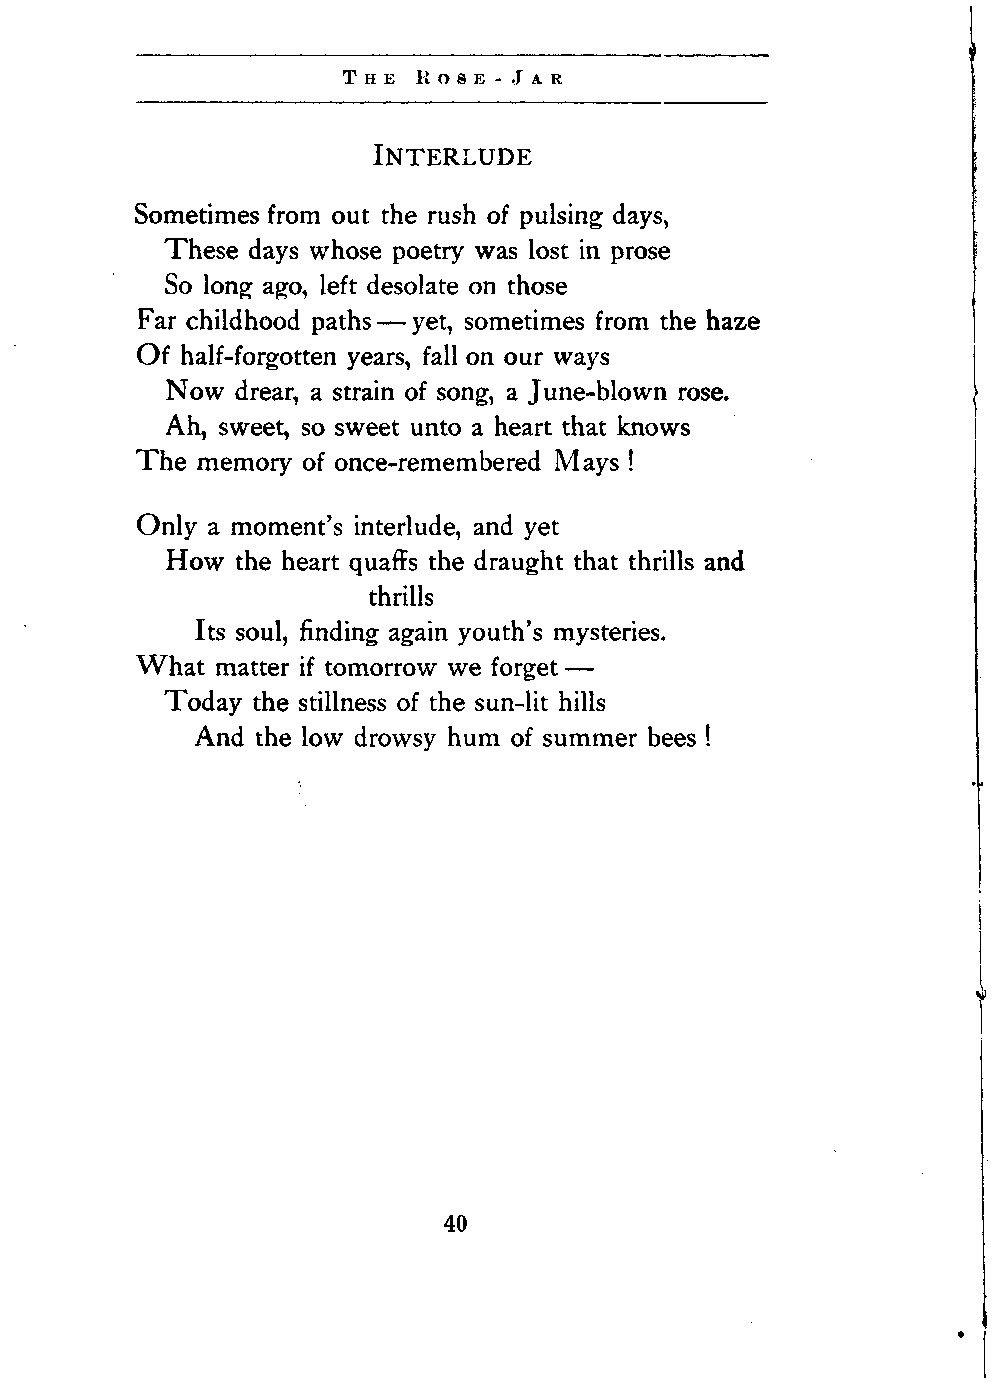 THE ROSE-JAR
INTERLUDE
Sometimes from out the rush of pulsing days,
These days whose poetry was lost in prose
So long ago, left desolate on those
Far childhood paths — yet, sometimes from the haze
Of half-forgotten years, fall on our ways
Now drear, a strain of song, a June-blown rose.
Ah, sweet, so sweet unto a heart that knows
The memory of once-remembered Mays !
Only a moment's interlude, and yet
How the heart quaffs the draught that thrills and
thrills
Its soul, finding again youth's mysteries.
What matter if tomorrow we forget —
Today the stillness of the sun-lit hills
And the low drowsy hum of summer bees !
40